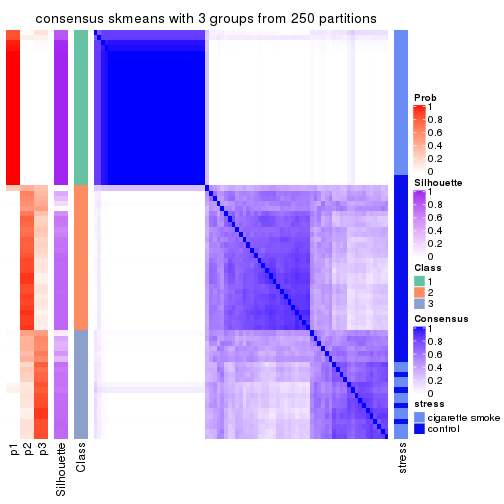 consensus skmeans with 3 groups from 250 partitions
Prob
1
0.8
0.6
0.4
0.2
0
Silhouette
1
0.8
0.6
0.4
0.2
0
Class
1
2
3
Consensus
1
0.8
0.6
0.4
0.2
0
stress
cigarette smoke
control
p1
p2
p3
Silhouette
Class
stress